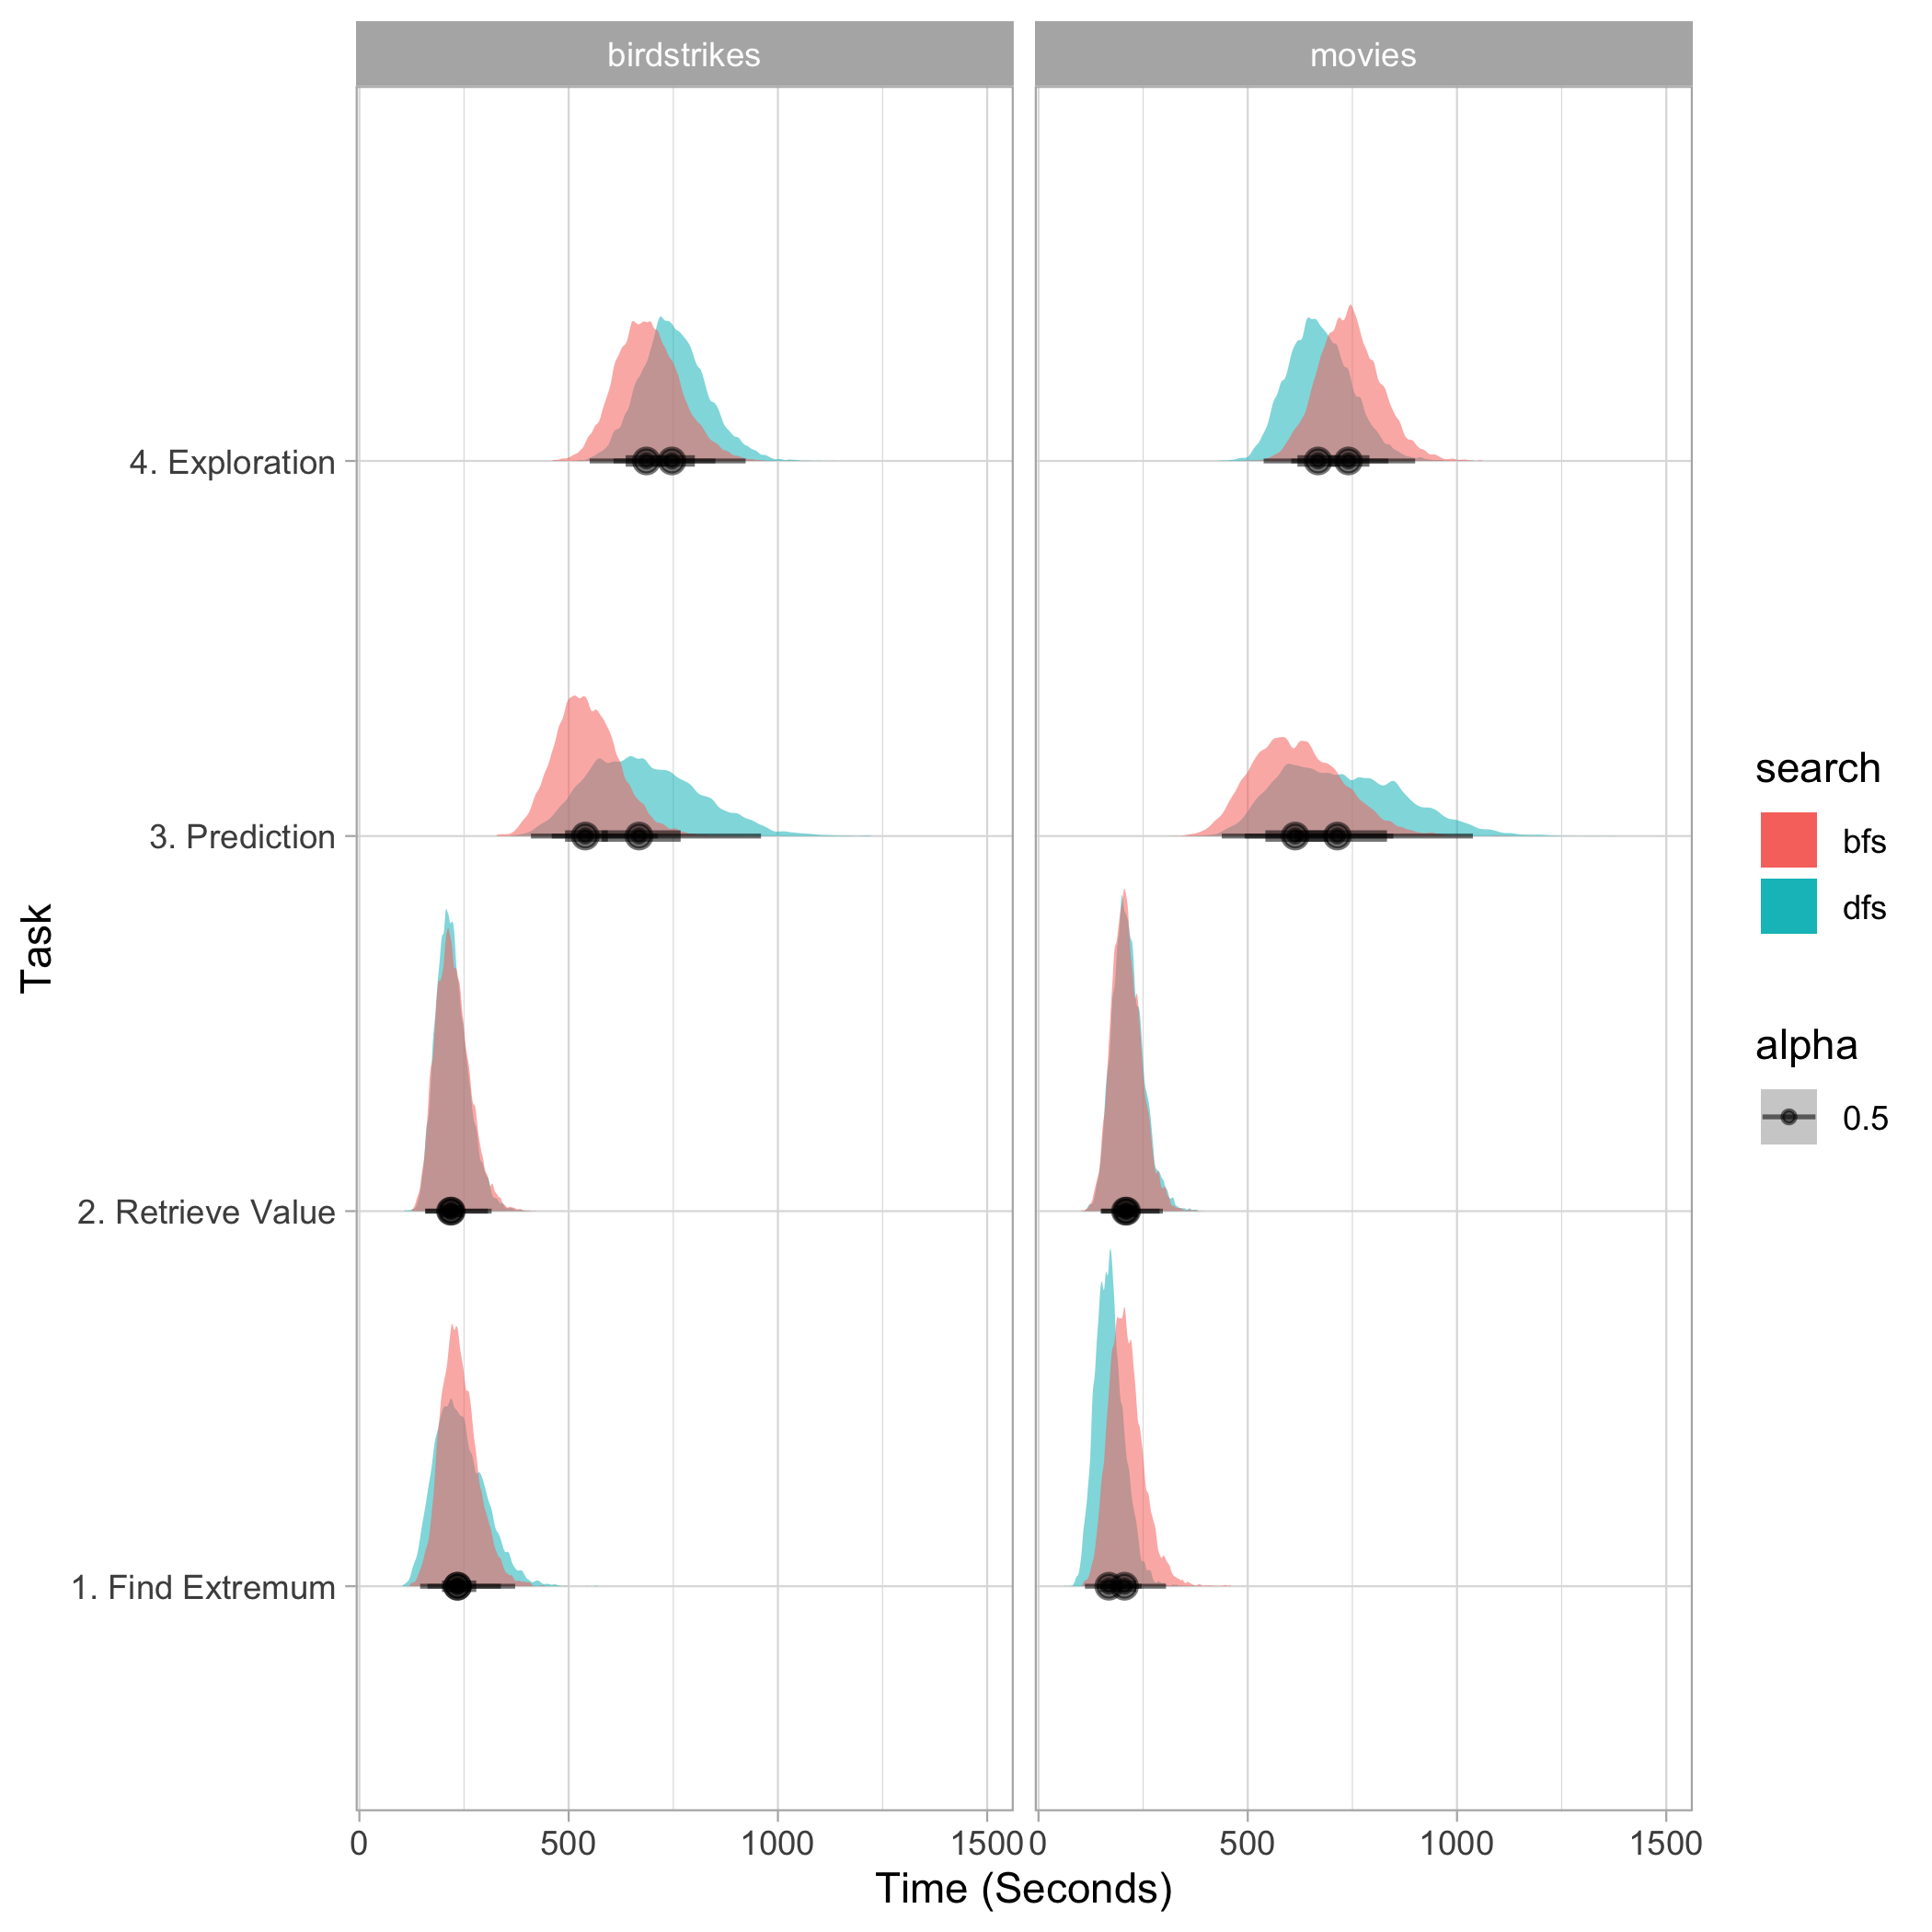 birdstrikes
movies
4. Exploration
3. Prediction
2. Retrieve Value
1. Find Extremum
Task
0
500
1000
1500
0
500
1000
1500
Time (Seconds)
search
bfs
dfs
alpha
0.5